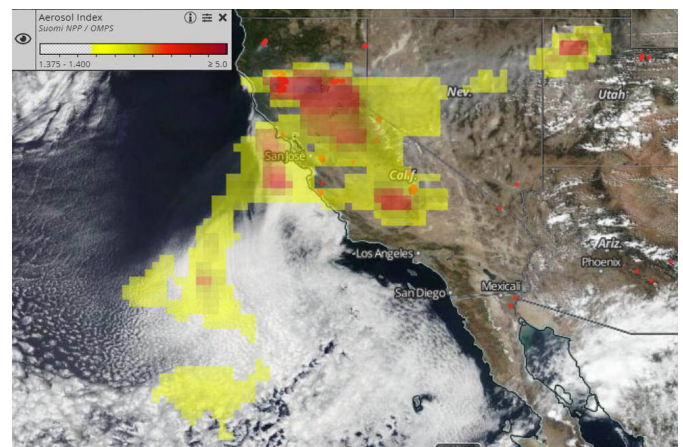 Aerosol Index
Suomi NPP / OMPS
1.375 - 1.400
≥ 5.0
Nev.
Utah
San Jose
Calif.
Ariz.
Los Angeles
Phoenix
San Diego
Mexicali